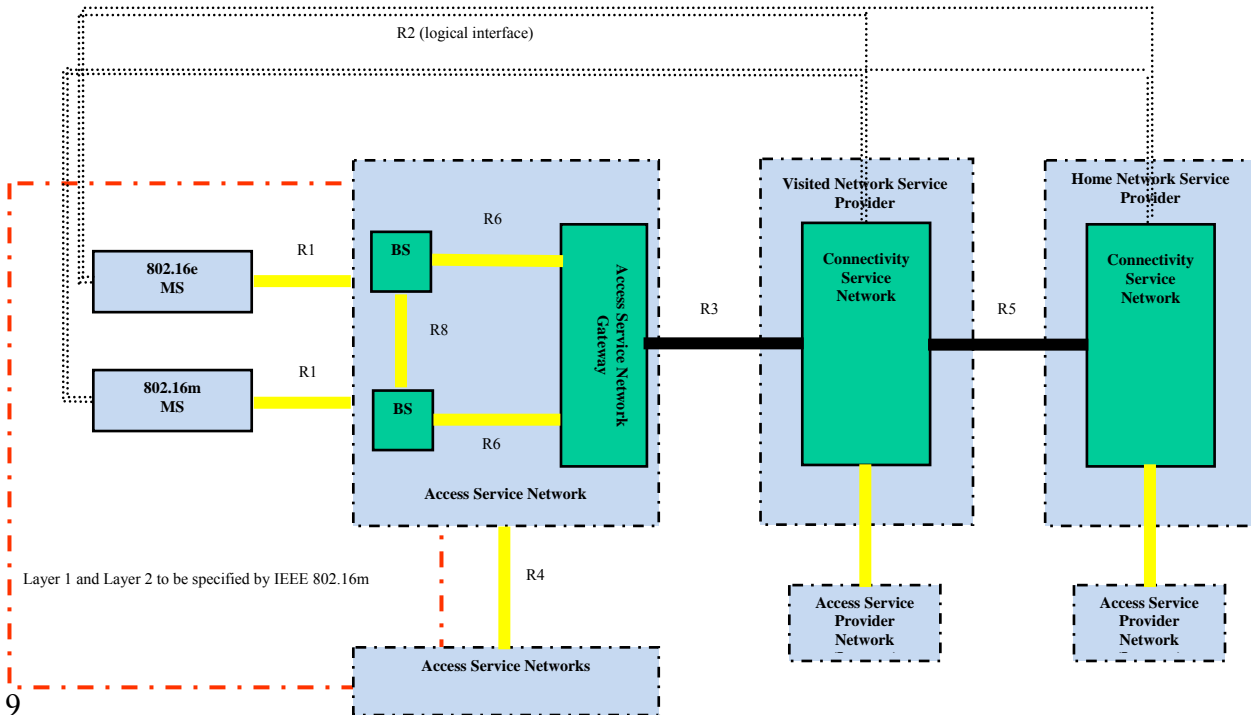 R2 (logical interface)
Visited Network Service
Provider
Home Network Service
Provider
802.16e
MS
R1
BS
R6
Access Service Network
Gateway
R3
Connectivity
Service
Network
R5
Connectivity
Service
Network
R8
802.16m
MS
R1
BS
R6
Access Service Network
Layer 1 and Layer 2 to be specified by IEEE 802.16m
R4
Access Service
Provider
Network
Access Service
Provider
Network
Access Service Networks
9